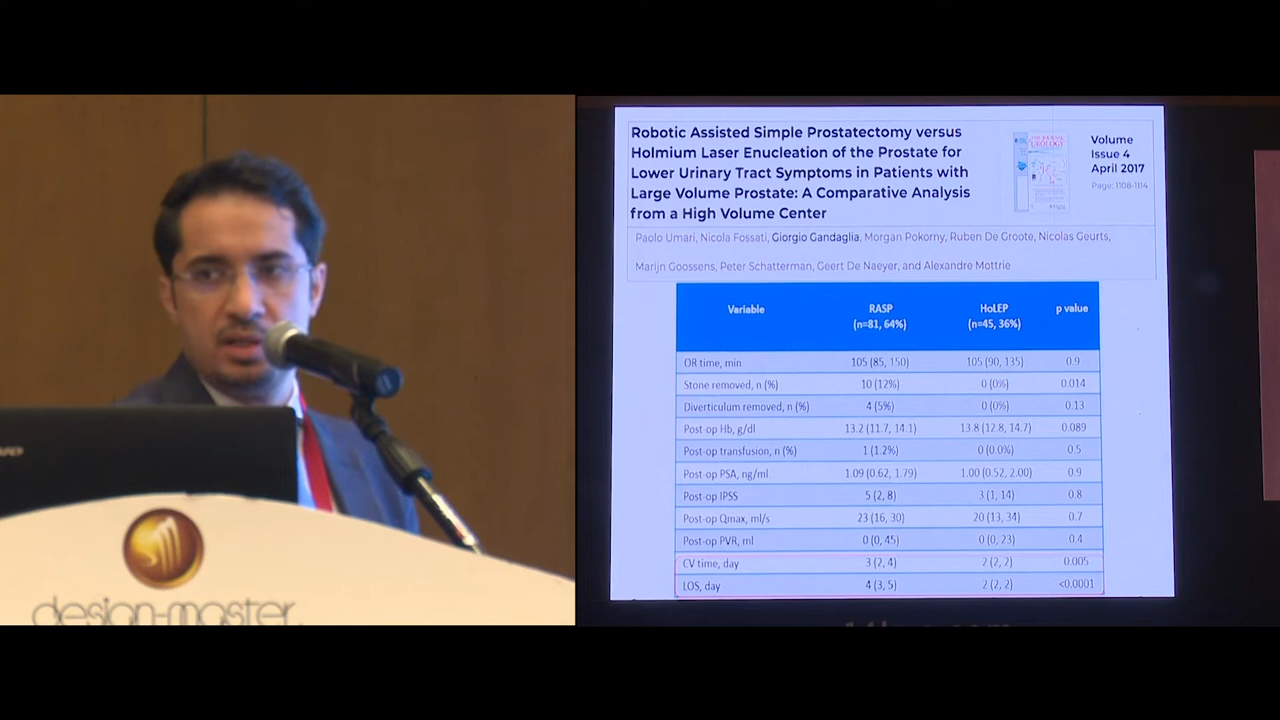 Robotic Assisted Simple Prostatectomy versus
Holmium Laser Enucleation of the Prostate for
Lower Urinary Tract Symptoms in Patients with
Large Volume Prostate: A Comparative Analysis
from a High Volume Center
UROLOGY
Volume
Issue 4
April 2017
Page: 1108-1114
Paolo Umari, Nicola Fossati, Giorgio Gandaglia, Morgan Pokorny, Ruben De Groote, Nicolas Geurts,
Marijn Goossens, Peter Schatterman, Geert De Naeyer, and Alexandre Mottrie
Variable RASP (n=81, 64%) HoLEP (n=45, 36%) p value
OR time, min 105 (85, 150) 105 (90, 135) 0.9
Stone removed, n (%) 10 (12%) 0 (0%) 0.014
Diverticulum removed, n (%) 4 (5%) 0 (0%) 0.13
Post-op Hb, g/dl 13.2 (11.7, 14.1) 13.8 (12.8, 14.7) 0.089
Post-op transfusion, n (%) 1 (1.2%) 0 (0.0%) 0.5
Post-op PSA, ng/ml 1.09 (0.62, 1.79) 1.00 (0.52, 2.00) 0.9
Post-op IPSS 5 (2, 8) 3 (1, 14) 0.8
Post-op Qmax, ml/s 23 (16, 30) 20 (13, 34) 0.7
Post-op PVR, ml 0 (0, 45) 0 (0, 23) 0.4
CV time, day 3 (2, 4) 2 (2, 2) 0.005
LOS, day 4 (3, 5) 2 (2, 2) <0.0001
design-master